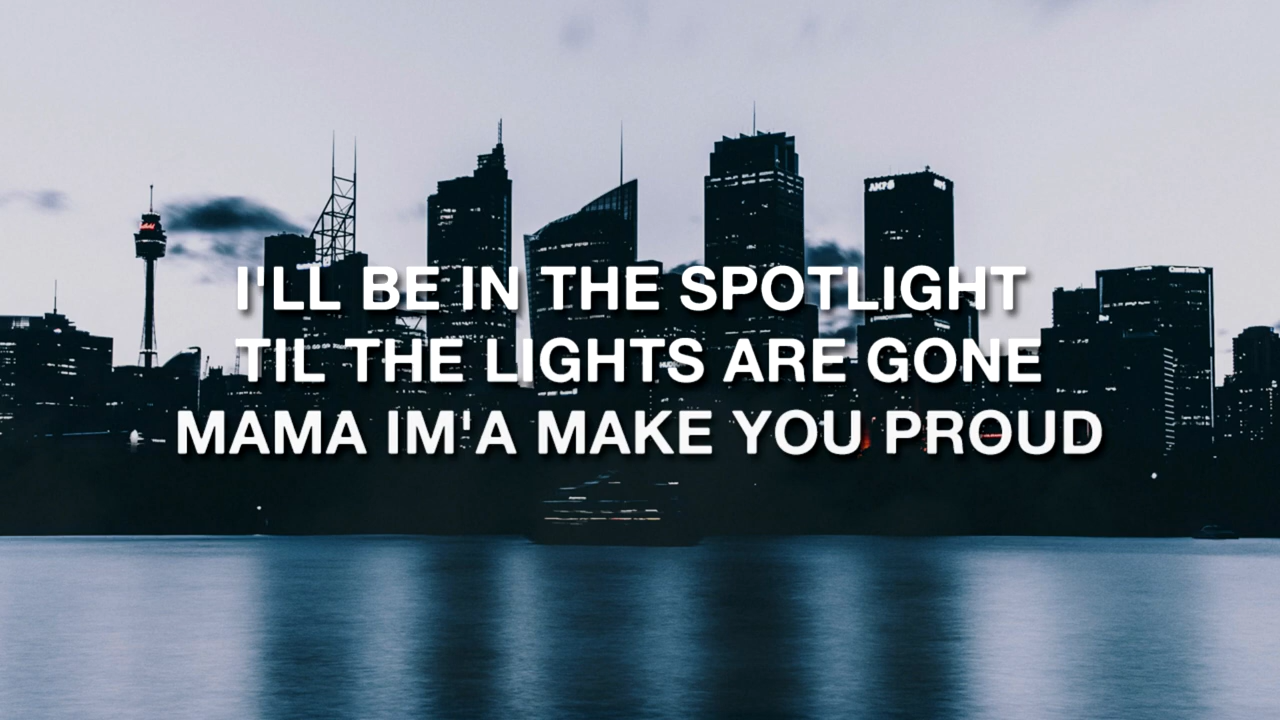 I'LL BE IN THE SPOTLIGHT
TIL THE LIGHTS ARE GONE
MAMA IM'A MAKE YOU PROUD